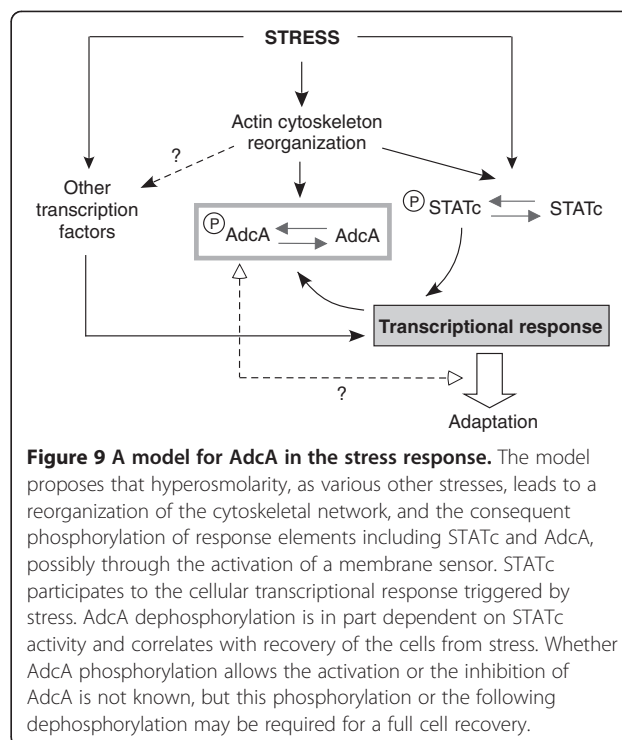 STRESS
Actin cytoskeleton
reorganization
?
Other
transcription
factors
P AdcA AdcA
P STATc STATc
Transcriptional response
?
Adaptation
Figure 9 A model for AdcA in the stress response. The model
proposes that hyperosmolarity, as various other stresses, leads to a
reorganization of the cytoskeletal network, and the consequent
phosphorylation of response elements including STATc and AdcA,
possibly through the activation of a membrane sensor. STATc
participates to the cellular transcriptional response triggered by
stress. AdcA dephosphorylation is in part dependent on STATc
activity and correlates with recovery of the cells from stress. Whether
AdcA phosphorylation allows the activation or the inhibition of
AdcA is not known, but this phosphorylation or the following
dephosphorylation may be required for a full cell recovery.